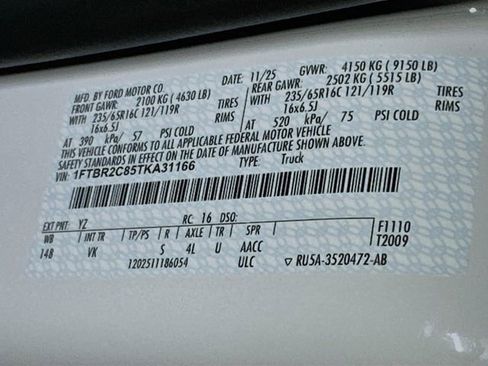 MFD. BY FORD MOTOR CO.
DATE: 11/25 GVWR: 4150 KG ( 9150 LB)
FRONT GAWR: 2100 KG ( 4630 LB)
REAR GAWR: 2502 KG ( 5515 LB)
WITH 235/65R16C 121/119R TIRES
WITH 235/65R16C 121/119R TIRES
16x6.5J RIMS
16x6.5J RIMS
AT 390 kPa/ 57 PSI COLD
AT 520 kPa/ 75 PSI COLD
THIS VEHICLE CONFORMS TO ALL APPLICABLE FEDERAL MOTOR VEHICLE
SAFETY STANDARDS IN EFFECT ON THE DATE OF MANUFACTURE SHOWN ABOVE.
VIN: 1FTBR2C85TKA31166 TYPE: Truck
EXT PNT: YZ RC: 16 DSO:
WB INT TR TP/PS R AXLE TR SPR
148 VK S 4L U AACC
F1110
T2009
1202511186054 ULC RU5A-3520472-AB